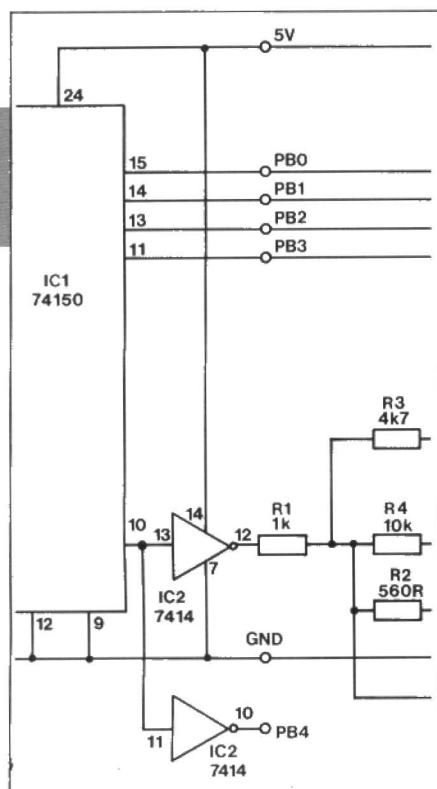 5V
24
15 PB0
14 PB1
13 PB2
11 PB3
IC1
74150
R3
4k7
10 13 14 12 R1
1k
R4
10k
7
R2
560R
IC2
7414
12 9 GND
11 10 PB4
IC2
7414